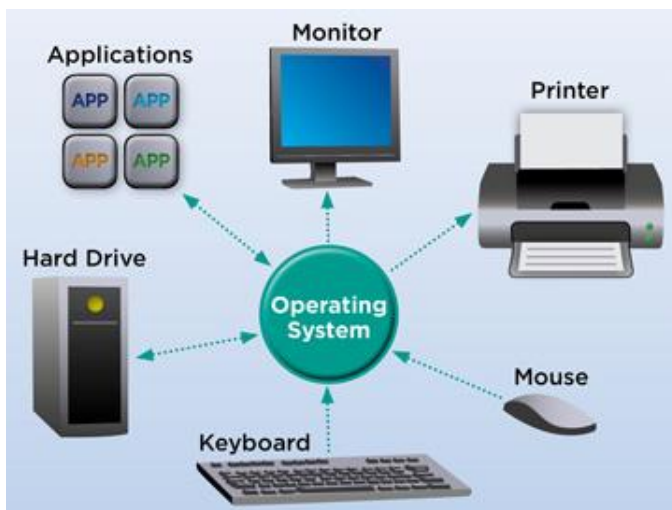 Monitor
Applications
APP APP
APP APP
Printer
Hard Drive
Operating
System
Mouse
Keyboard